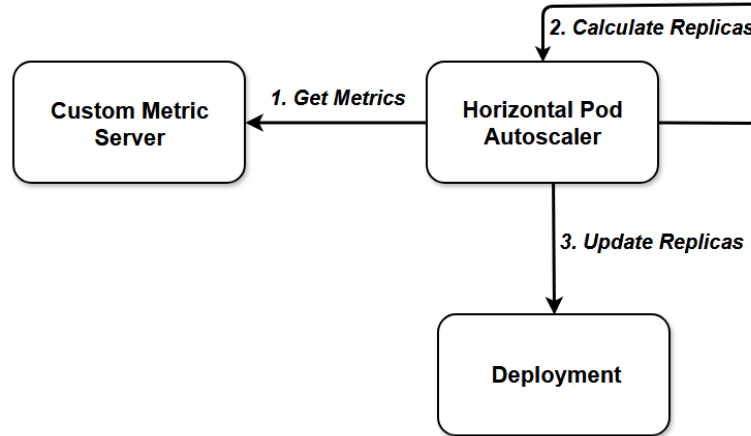 2. Calculate Replicas
1. Get Metrics
Custom Metric
Server
Horizontal Pod
Autoscaler
3. Update Replicas
Deployment